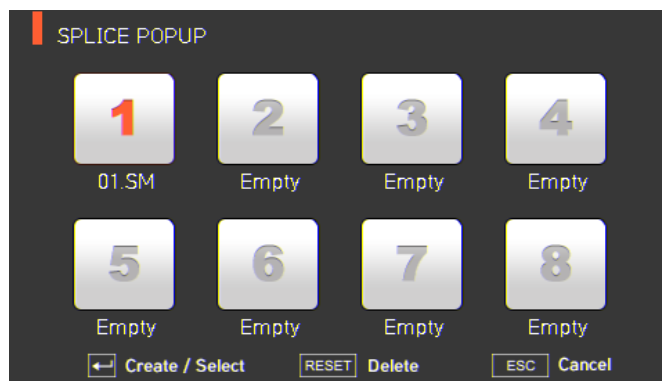 SPLICE POPUP
1 2 3 4
01.SM Empty Empty Empty
5 6 7 8
Empty Empty Empty Empty
Create / Select RESET Delete ESC Cancel